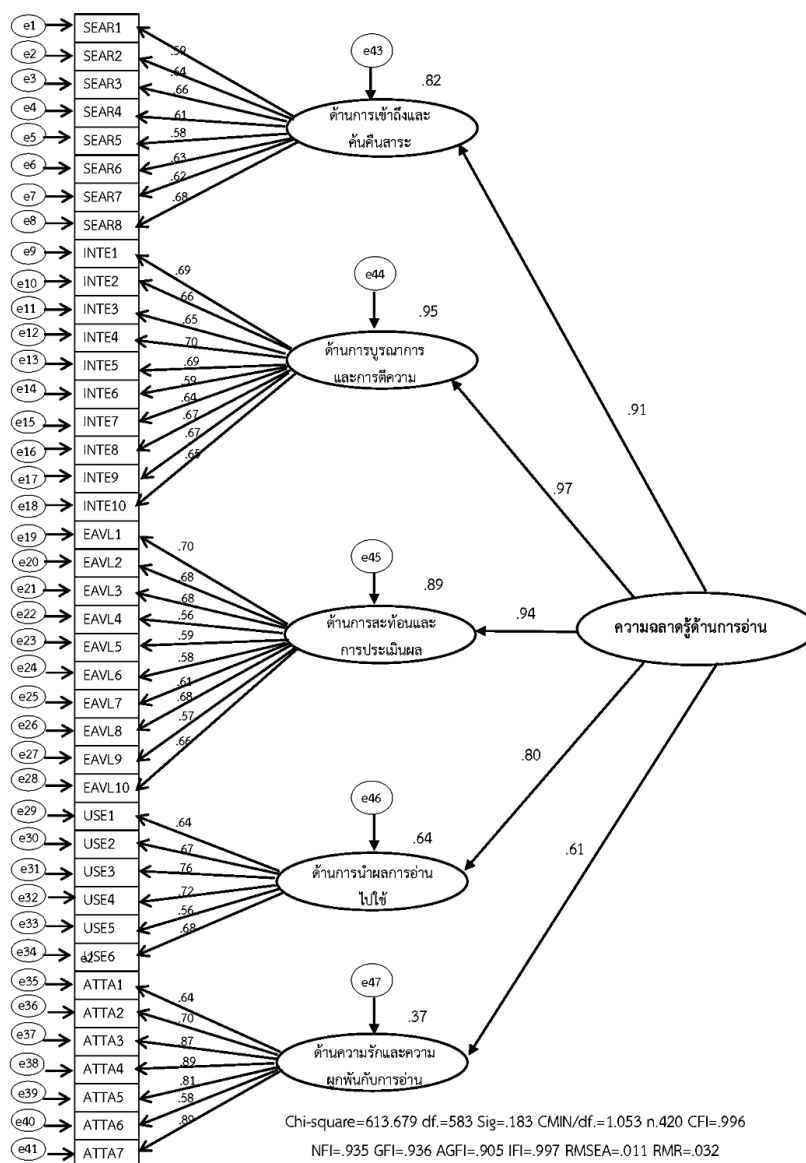 e1 SEAR1
e2 SEAR2
e3 SEAR3
e4 SEAR4
e5 SEAR5
e6 SEAR6
e7 SEAR7
e8 SEAR8
.59
.64
.66
.61
.58
.63
.62
.68
e43
.82
ด้านการเข้าถึงและ
ค้นคืนสาระ
e9 INTE1
e10 INTE2
e11 INTE3
e12 INTE4
e13 INTE5
e14 INTE6
e15 INTE7
e16 INTE8
e17 INTE9
e18 INTE10
.69
.66
.65
.70
.69
.59
.64
.67
.67
.65
e44
.95
ด้านการบูรณาการ
และการตีความ
.91
.97
e19 EAVL1
e20 EAVL2
e21 EAVL3
e22 EAVL4
e23 EAVL5
e24 EAVL6
e25 EAVL7
e26 EAVL8
e27 EAVL9
e28 EAVL10
.70
.68
.68
.56
.59
.58
.61
.68
.57
.66
e45
.89
ด้านการสะท้อนและ
การประเมินผล
.94
ความฉลาดรู้ด้านการอ่าน
e29 USE1
e30 USE2
e31 USE3
e32 USE4
e33 USE5
e34 USE6
e2
.64
.67
.76
.72
.56
.68
e46
.64
ด้านการนำผลการอ่าน
ไปใช้
.80
.61
e35 ATTA1
e36 ATTA2
e37 ATTA3
e38 ATTA4
e39 ATTA5
e40 ATTA6
e41 ATTA7
.64
.70
.87
.89
.81
.58
.89
e47
.37
ด้านความรักและความ
ผูกพันกับการอ่าน
Chi-square=613.679 df.=583 Sig=.183 CMIN/df.=1.053 n.420 CFI=.996
NFI=.935 GFI=.936 AGFI=.905 IFI=.997 RMSEA=.011 RMR=.032